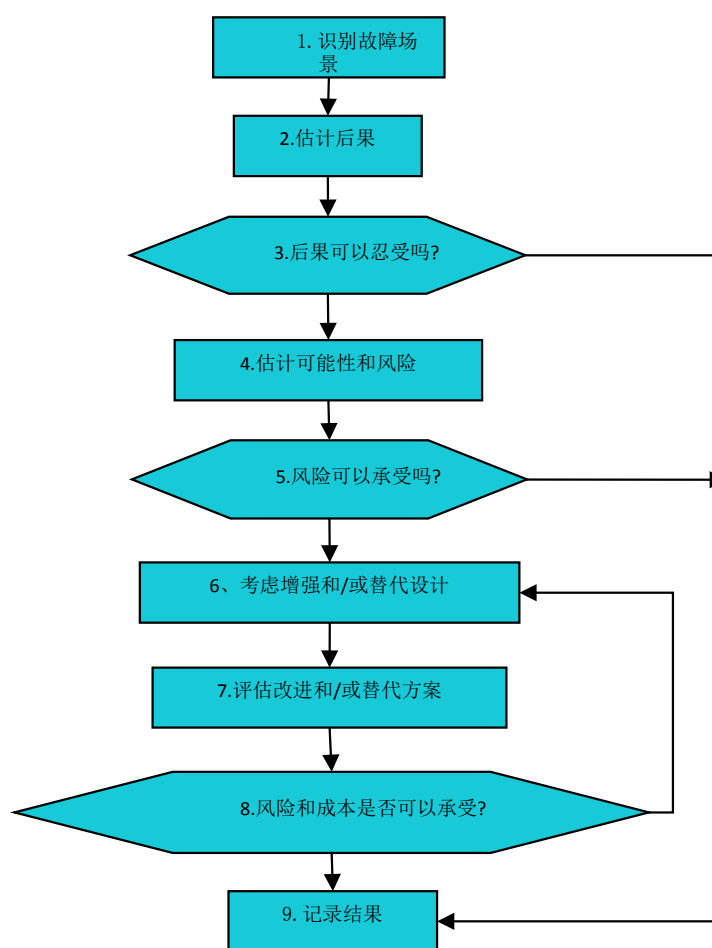 1. 识别故障场
景
2.估计后果
3.后果可以忍受吗?
4.估计可能性和风险
5.风险可以承受吗?
6、考虑增强和/或替代设计
7.评估改进和/或替代方案
8.风险和成本是否可以承受?
9. 记录结果